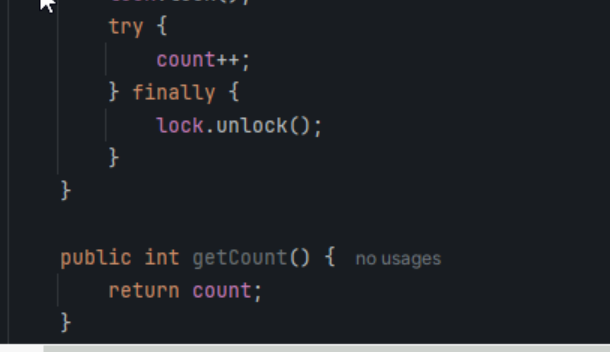 try {
count++;
} finally {
lock.unlock();
}
}
public int getCount() { no usages
return count;
}